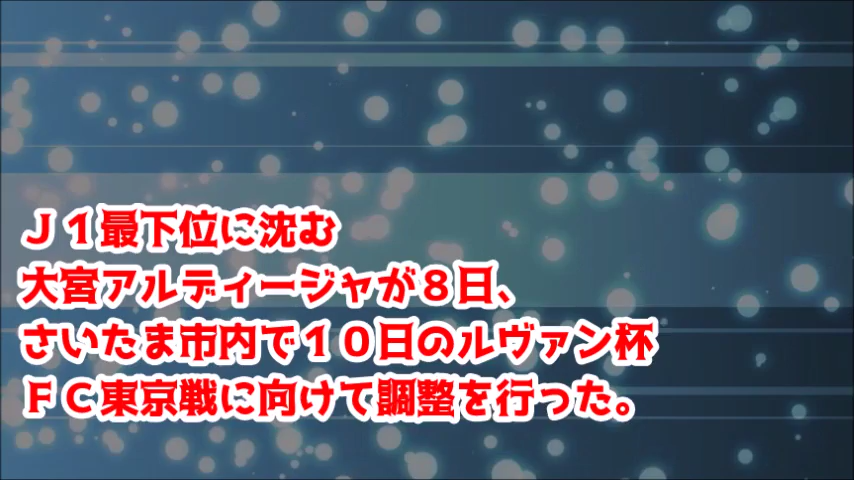 Ｊ１最下位に沈む
大宮アルディージャが８日、
さいたま市内で１０日のルヴァン杯
ＦＣ東京戦に向けて調整を行った。